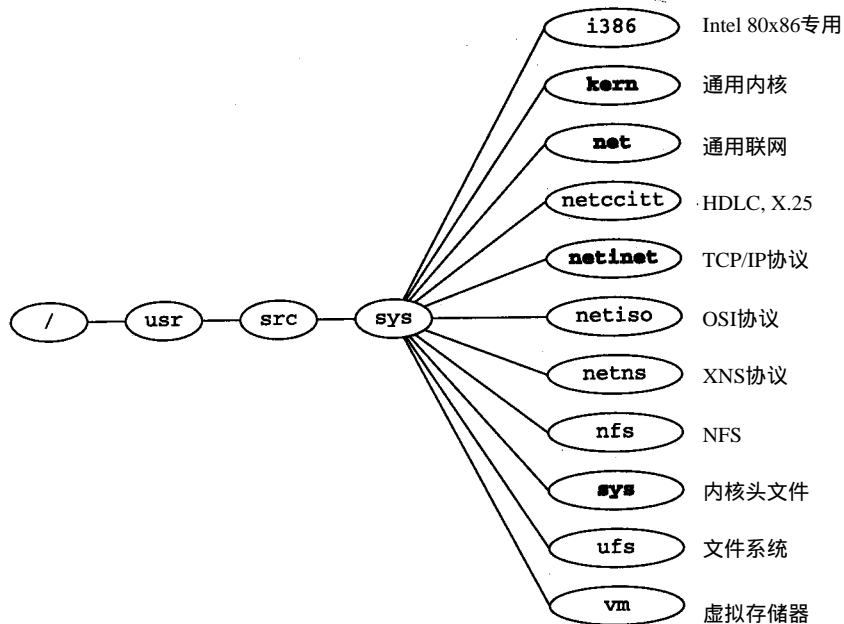 i386 Intel 80x86专用
kern 通用内核
net 通用联网
netccitt HDLC, X.25
netinet TCP/IP协议
/ usr src sys netiso OSI协议
netns XNS协议
nfs NFS
sys 内核头文件
ufs 文件系统
vm 虚拟存储器